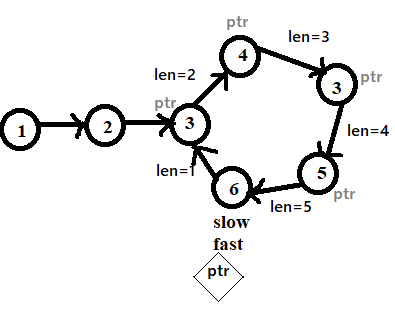 ptr
len=3
4
len=2
ptr
3
ptr
1
2
3
len=4
len=1
5
6
len=5
ptr
slow
fast
ptr